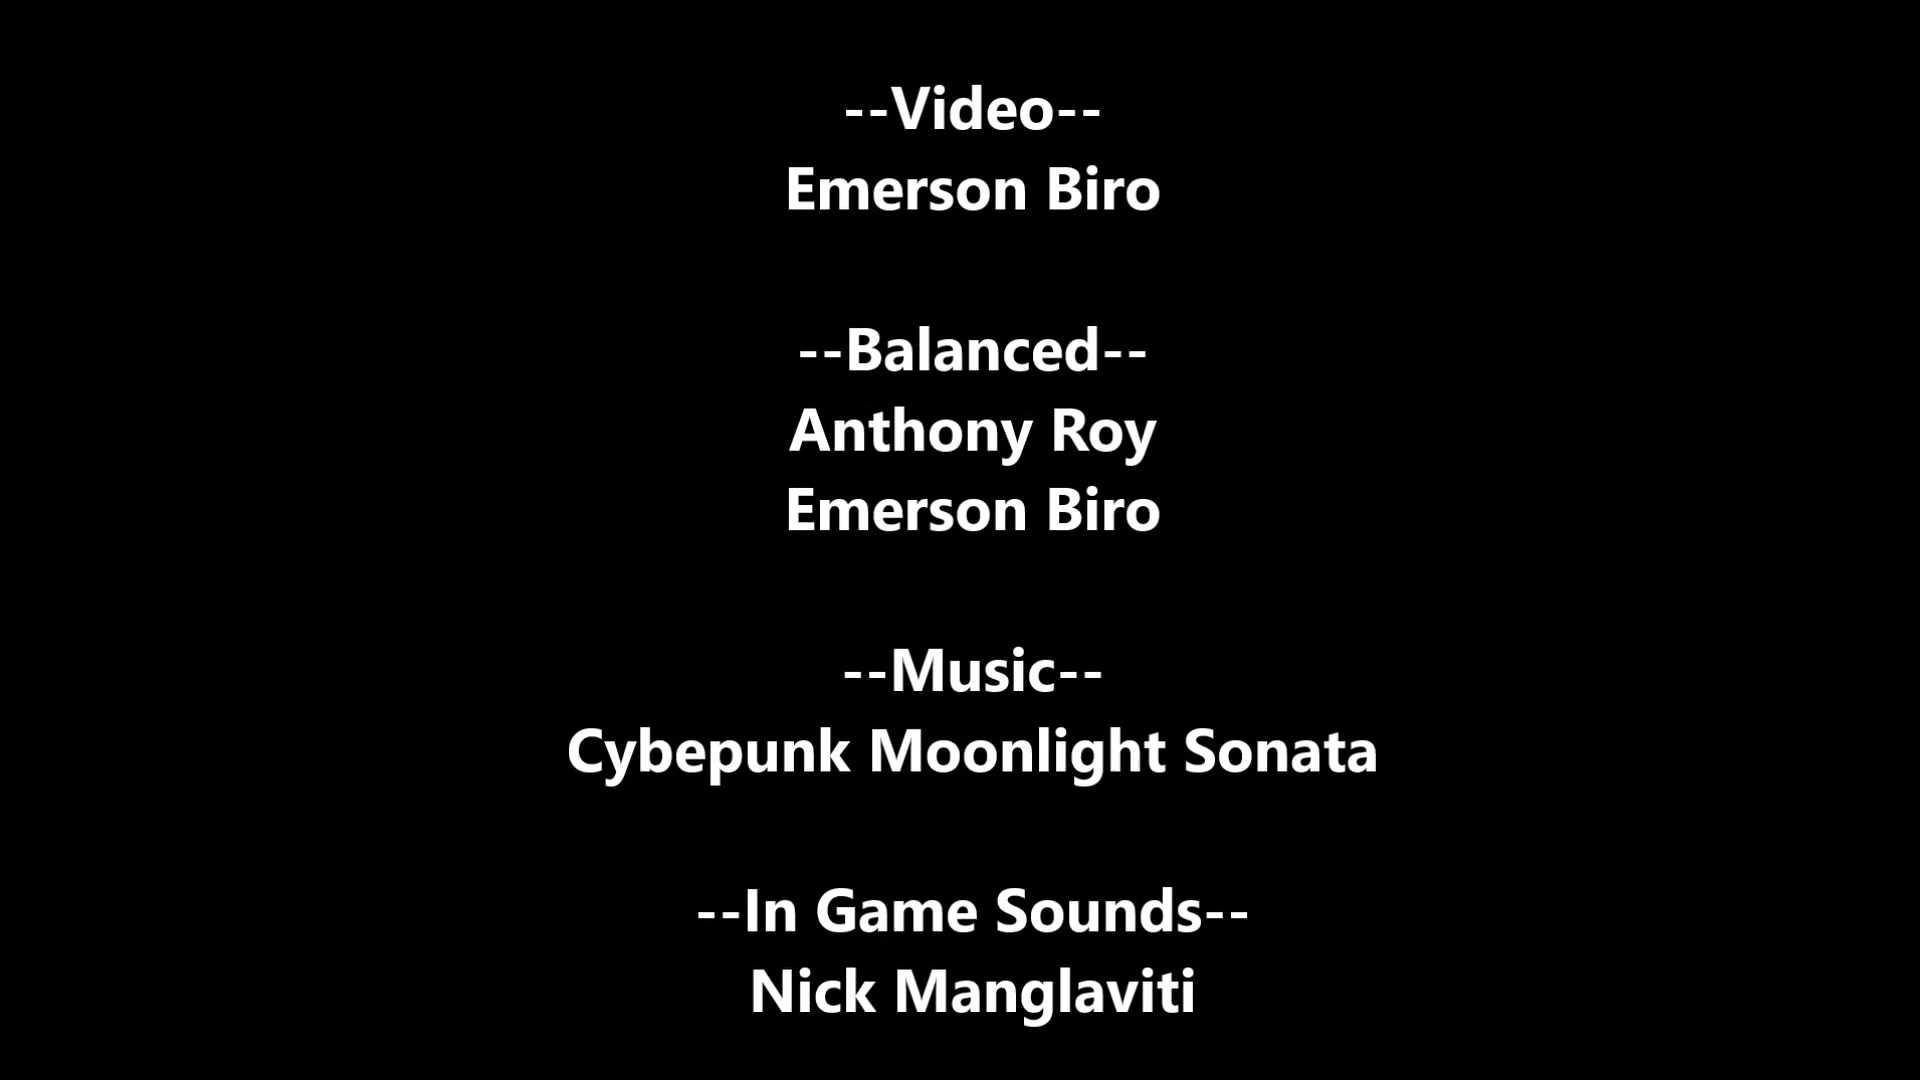 --Video--
Emerson Biro
--Balanced--
Anthony Roy
Emerson Biro
--Music--
Cybepunk Moonlight Sonata
--In Game Sounds--
Nick Manglaviti